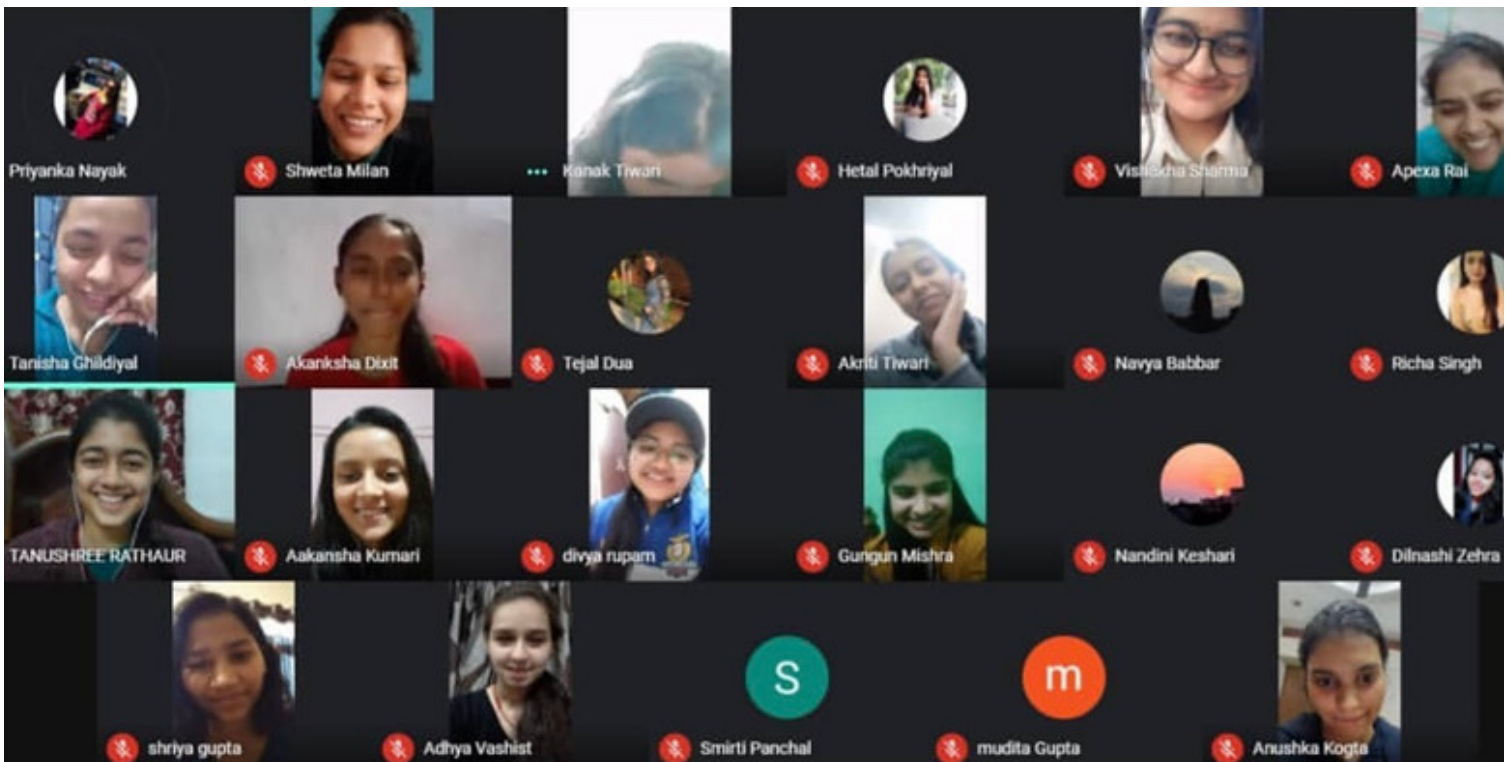 Priyanka Nayak
Shweta Milan
Kanak Tiwari
Hetal Pokhriyal
Vishakha Sharma
Apexa Rai
Tanisha Ghildiyal
Akanksha Dixit
Tejal Dua
Akriti Tiwari
Navya Babbar
Richa Singh
TANUSHREE RATHAUR
Aakansha Kumari
divya rupam
Gungun Mishra
Nandini Keshari
Dilnashi Zehra
S
m
shriya gupta
Adhya Vashist
Smirti Panchal
mudita Gupta
Anushka Kogta